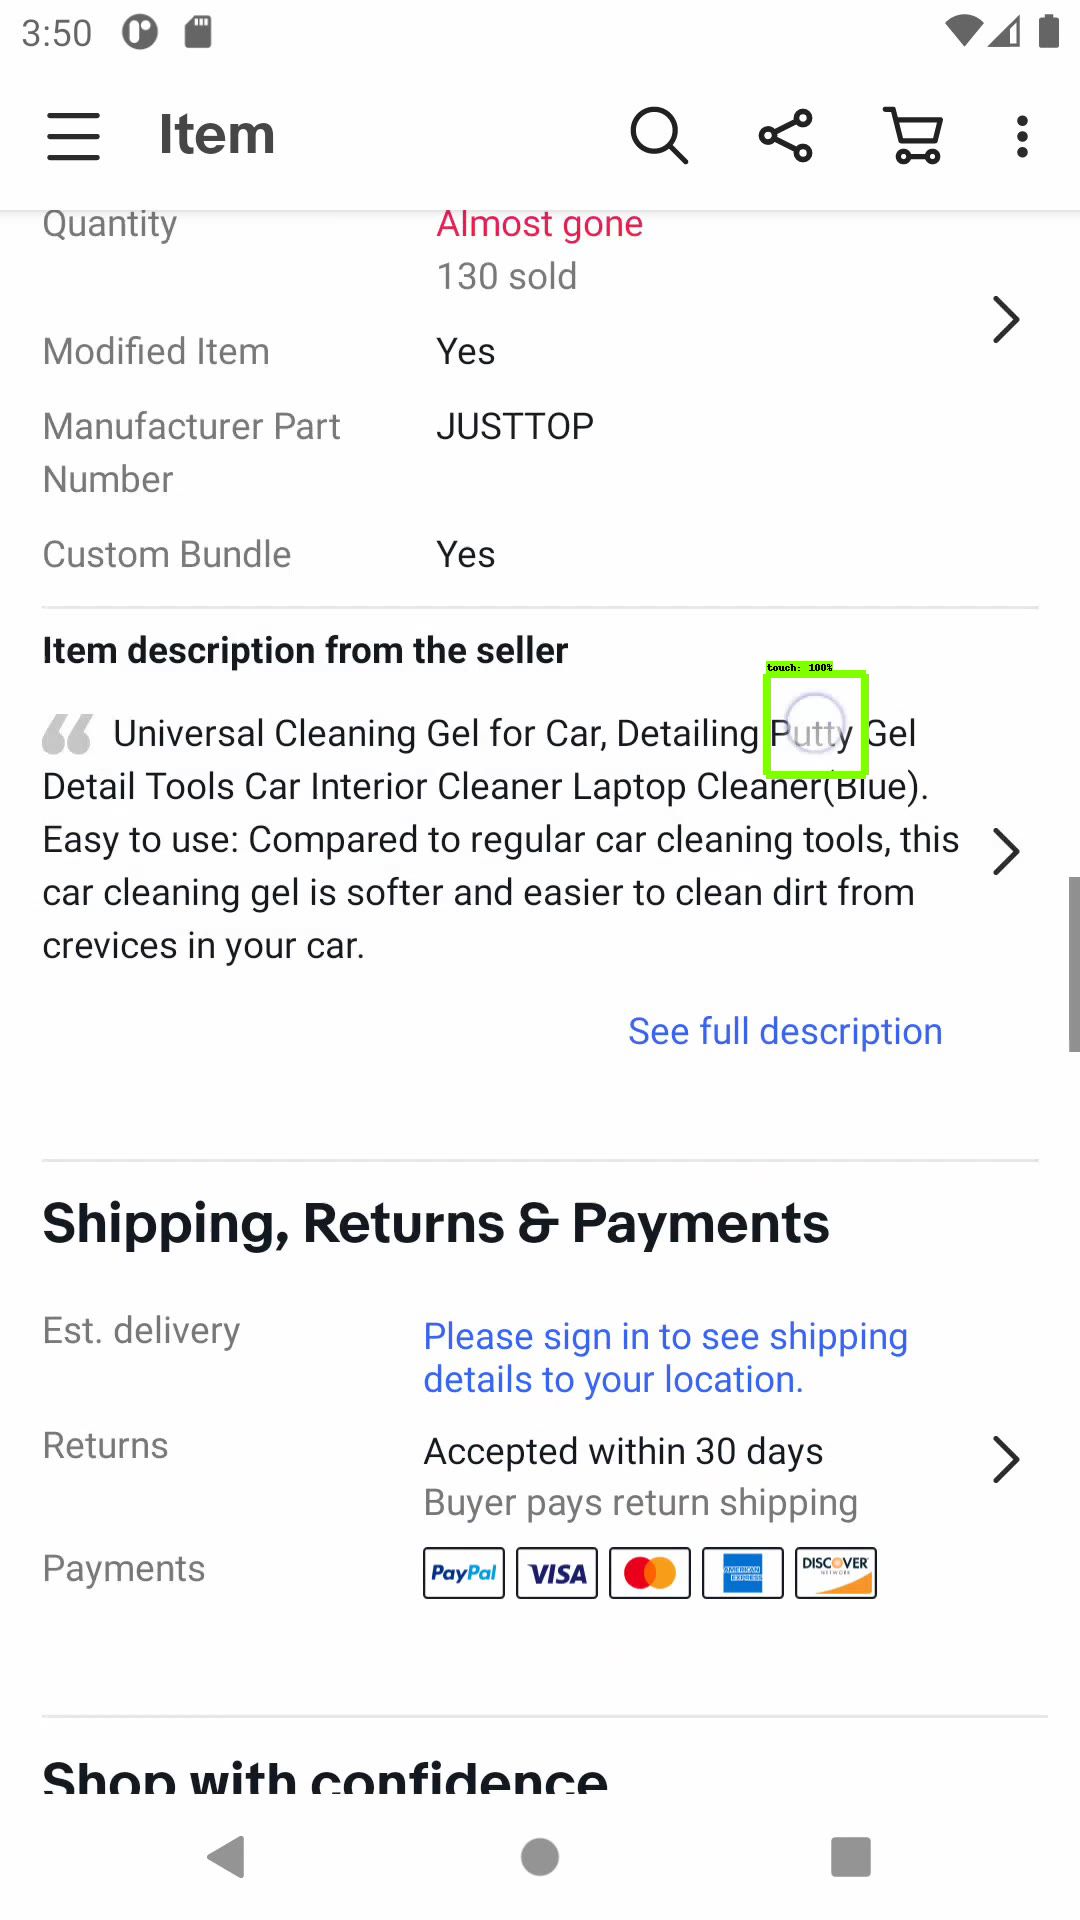 3:50
Item
Quantity
Almost gone
130 sold
Modified Item
Yes
Manufacturer Part
Number
JUSTTOP
Custom Bundle
Yes
Item description from the seller
touch: 100%
Universal Cleaning Gel for Car, Detailing Putty Gel
Detail Tools Car Interior Cleaner Laptop Cleaner(Blue).
Easy to use: Compared to regular car cleaning tools, this
car cleaning gel is softer and easier to clean dirt from
crevices in your car.
See full description
Shipping, Returns & Payments
Est. delivery
Please sign in to see shipping
details to your location.
Returns
Accepted within 30 days
Buyer pays return shipping
Payments
PayPal
VISA
AMERICAN
EXPRESS
DISCOVER
NETWORK
Shop with confidence